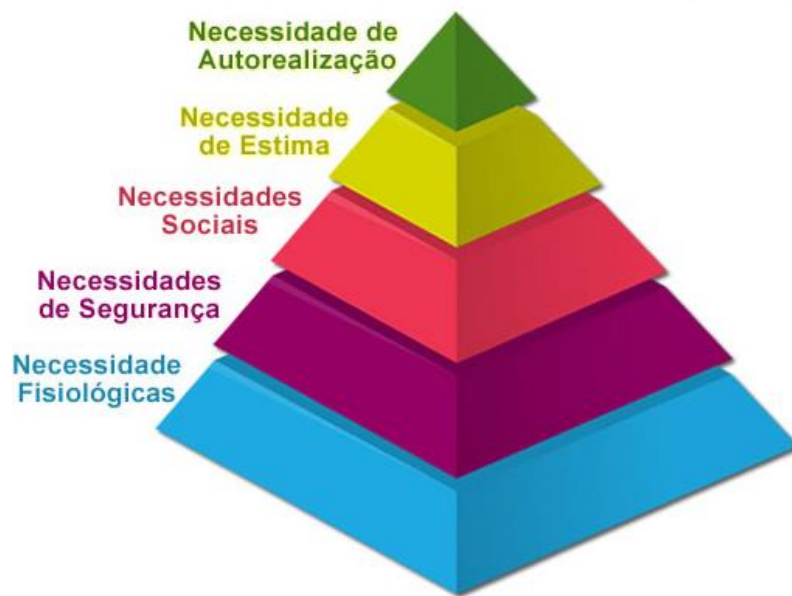 Necessidade de
Autorealização
Necessidade
de Estima
Necessidades
Sociais
Necessidades
de Segurança
Necessidade
Fisiológicas